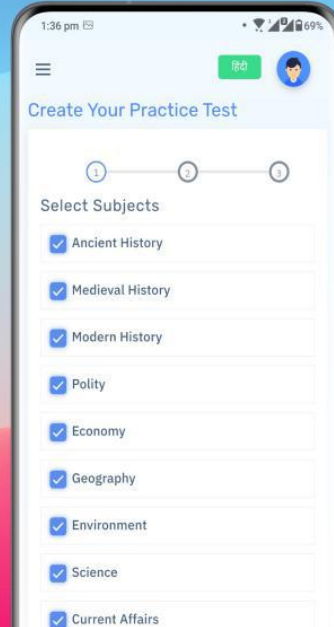 1:36 pm 69%
हिंदी
Create Your Practice Test
1 2 3
Select Subjects
Ancient History
Medieval History
Modern History
Polity
Economy
Geography
Environment
Science
Current Affairs